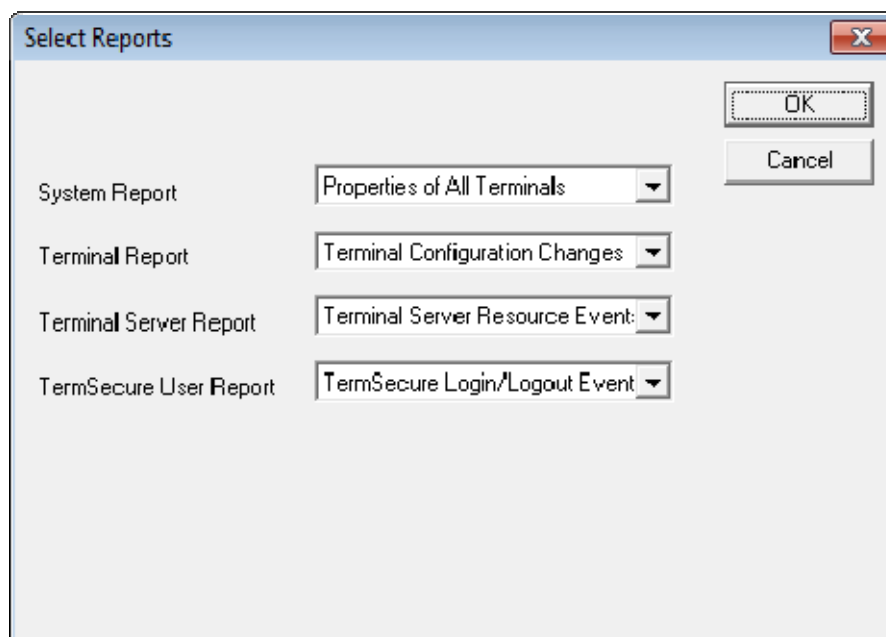 Select Reports
OK
Cancel
System Report
Properties of All Terminals
Terminal Report
Terminal Configuration Changes
Terminal Server Report
Terminal Server Resource Event
TermSecure User Report
TermSecure Login/Logout Event